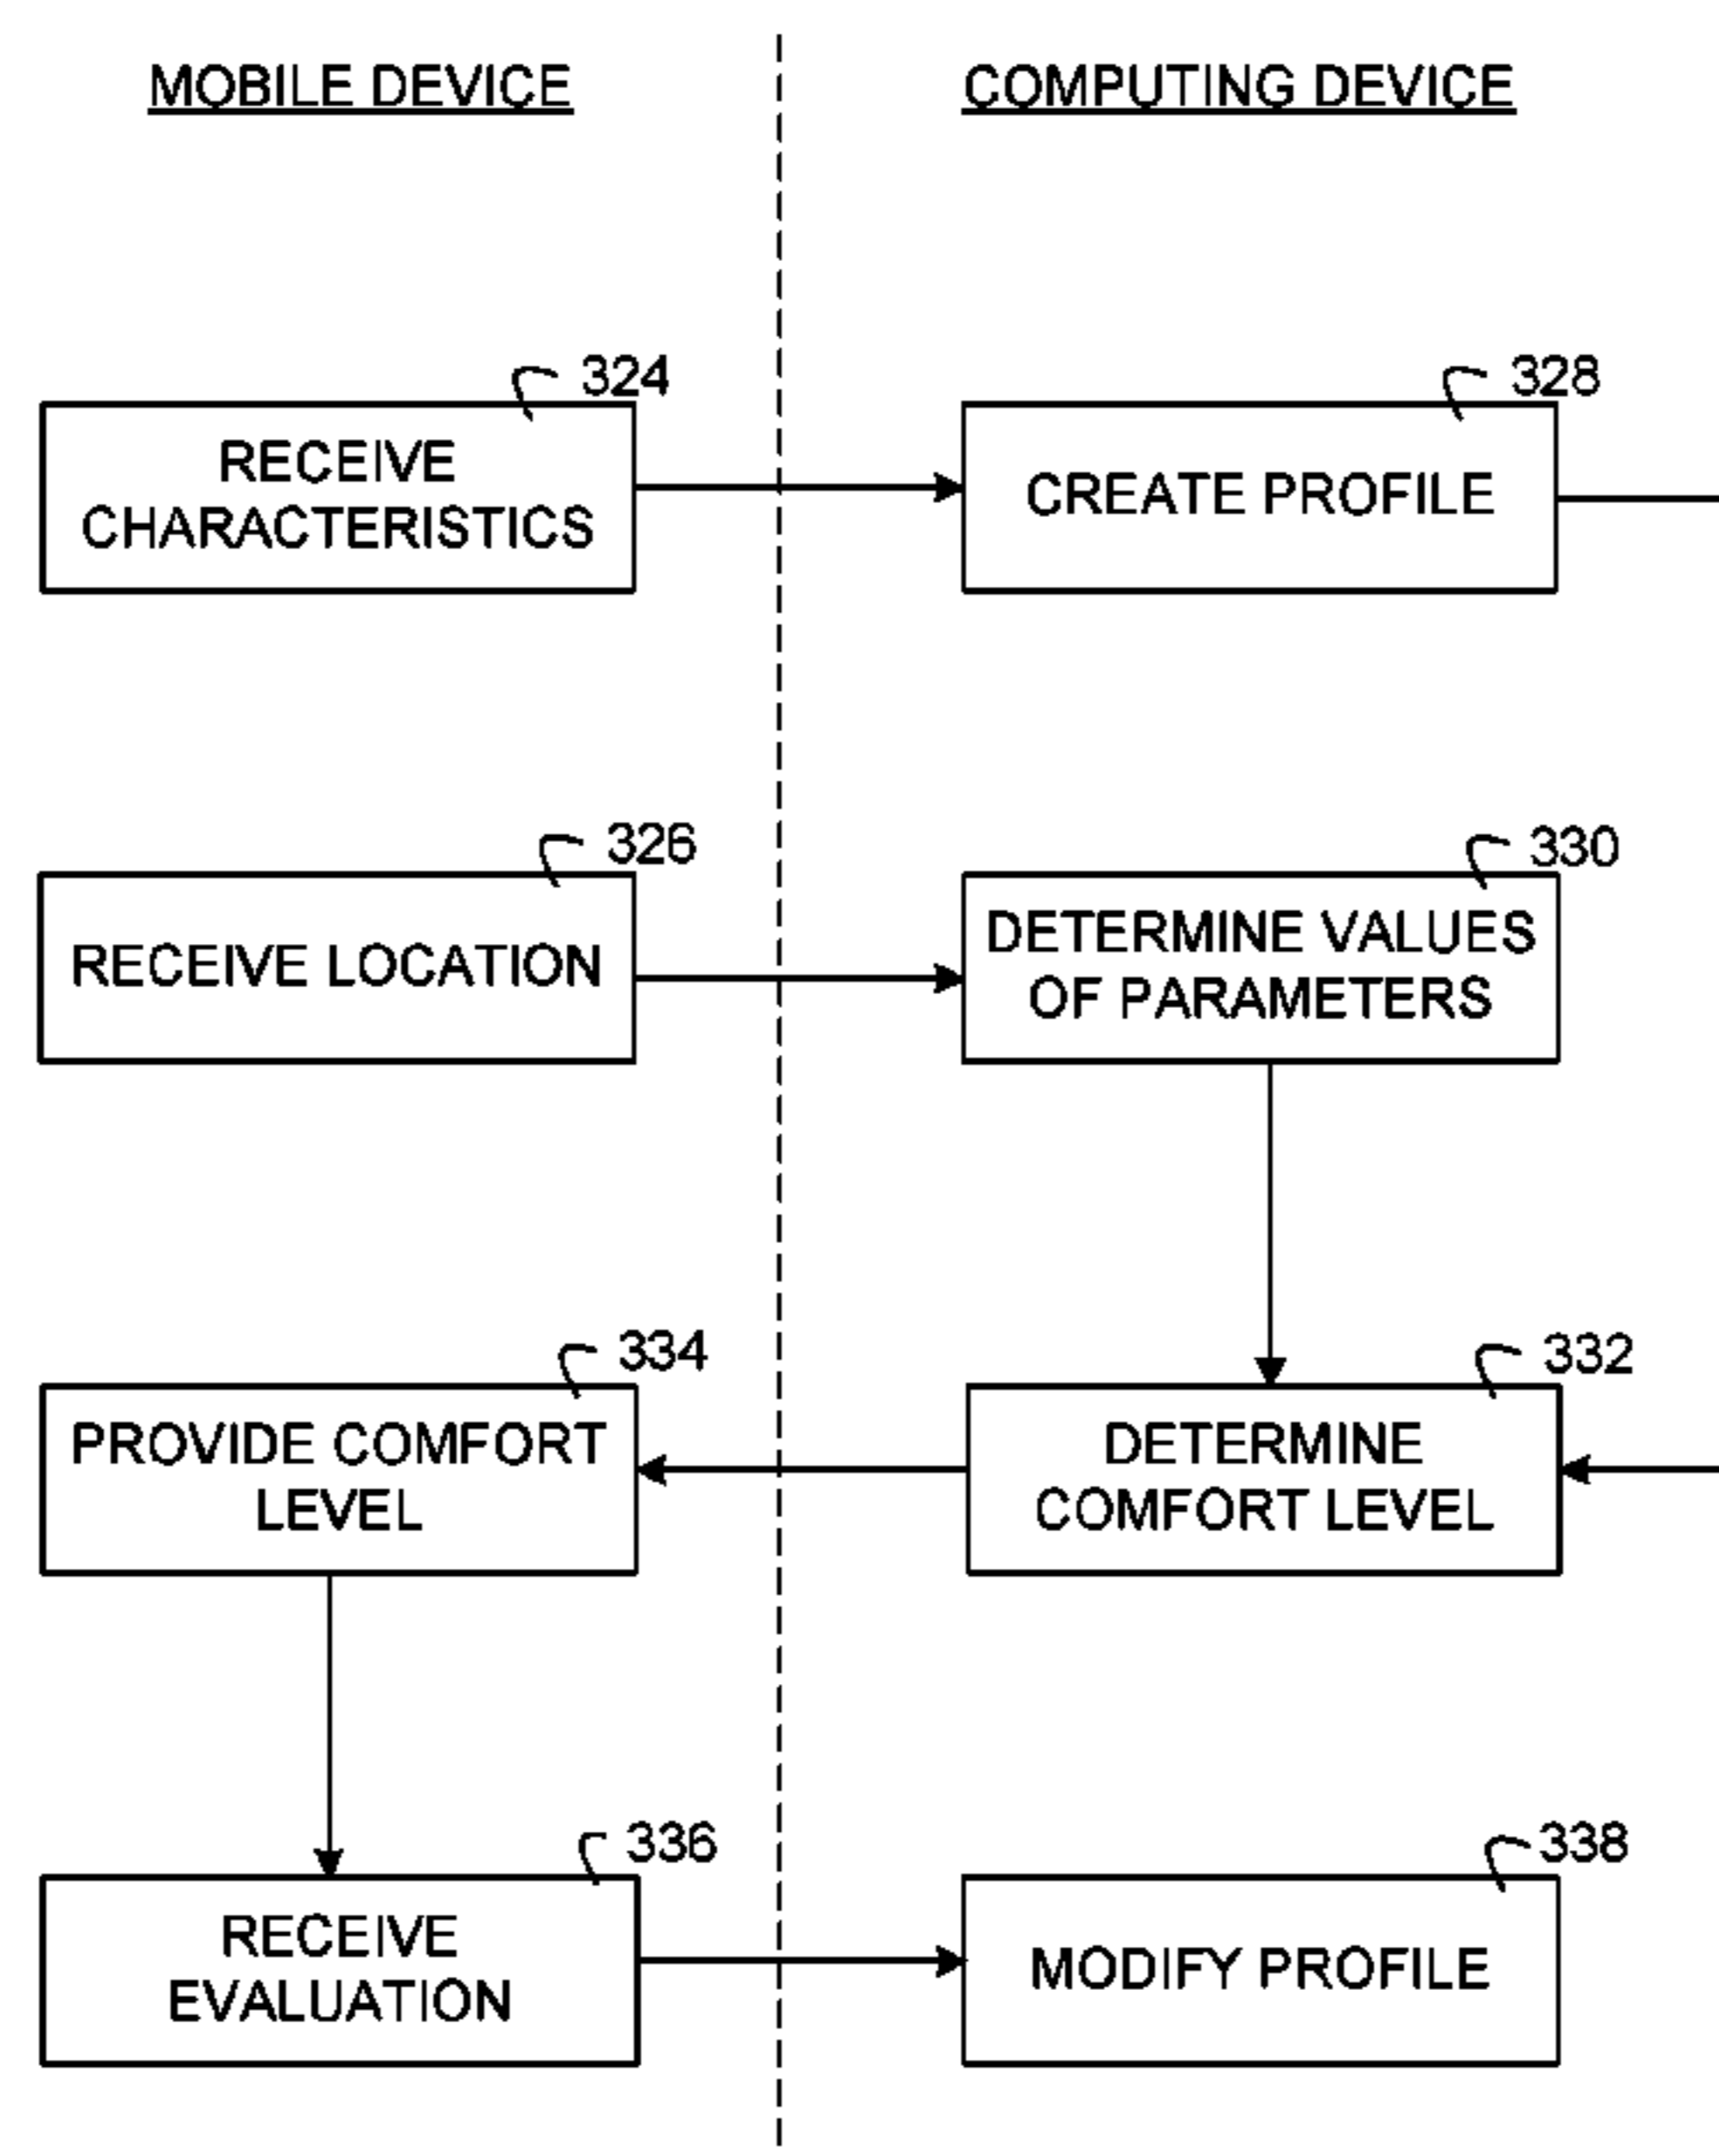 MOBILE DEVICE
COMPUTING DEVICE
324
RECEIVE
CHARACTERISTICS
328
CREATE PROFILE
326
RECEIVE LOCATION
330
DETERMINE VALUES
OF PARAMETERS
334
PROVIDE COMFORT
LEVEL
332
DETERMINE
COMFORT LEVEL
336
RECEIVE
EVALUATION
338
MODIFY PROFILE